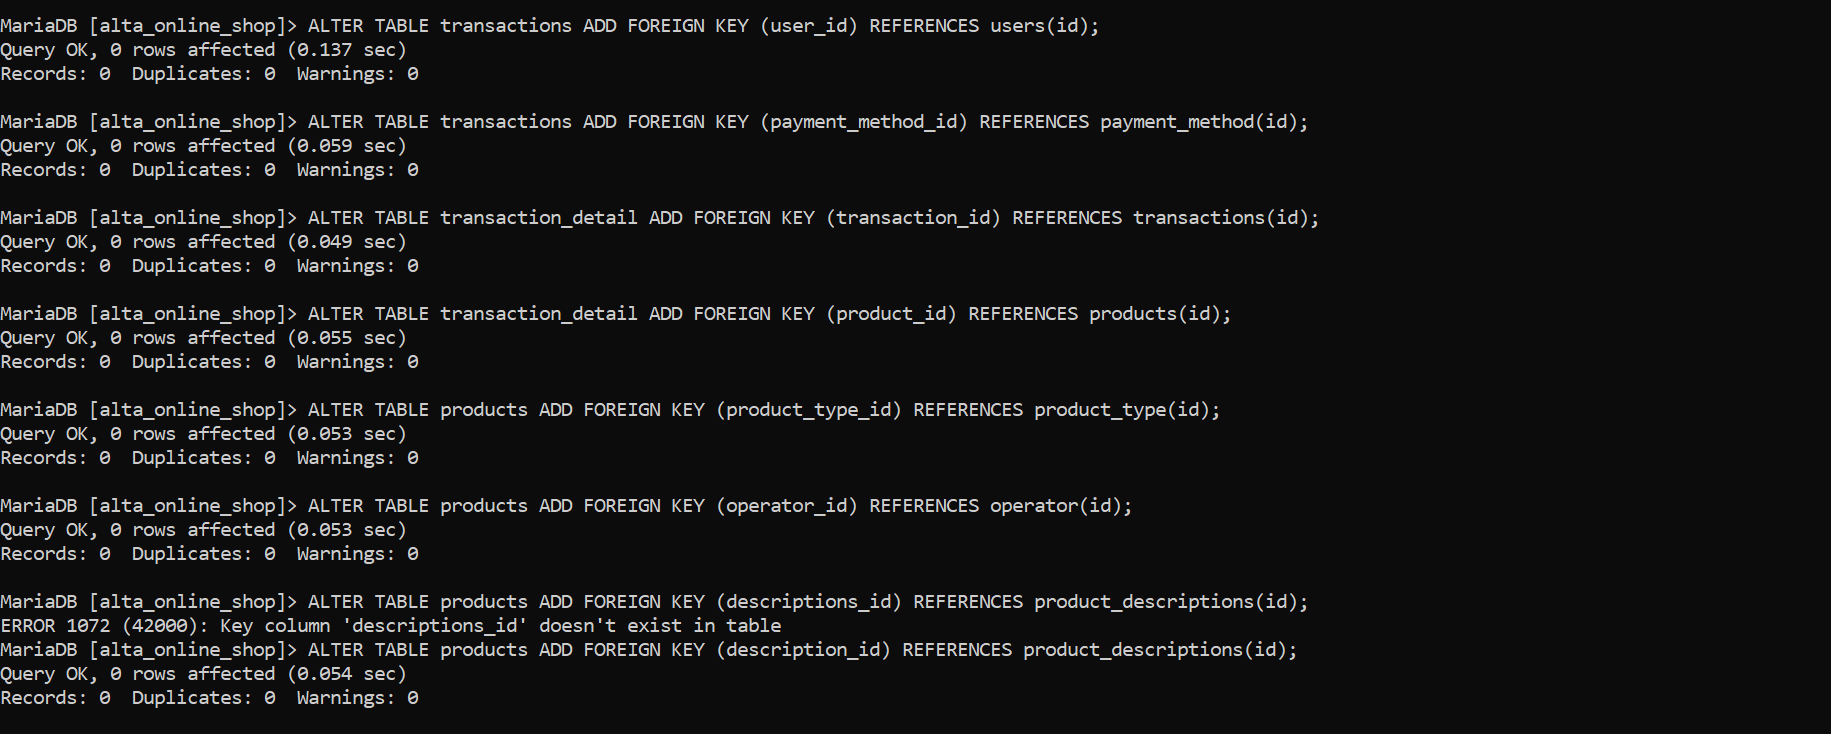 MariaDB [alta_online_shop]> ALTER TABLE transactions ADD FOREIGN KEY (user_id) REFERENCES users(id);
Query OK, 0 rows affected (0.137 sec)
Records: 0  Duplicates: 0  Warnings: 0

MariaDB [alta_online_shop]> ALTER TABLE transactions ADD FOREIGN KEY (payment_method_id) REFERENCES payment_method(id);
Query OK, 0 rows affected (0.059 sec)
Records: 0  Duplicates: 0  Warnings: 0

MariaDB [alta_online_shop]> ALTER TABLE transaction_detail ADD FOREIGN KEY (transaction_id) REFERENCES transactions(id);
Query OK, 0 rows affected (0.049 sec)
Records: 0  Duplicates: 0  Warnings: 0

MariaDB [alta_online_shop]> ALTER TABLE transaction_detail ADD FOREIGN KEY (product_id) REFERENCES products(id);
Query OK, 0 rows affected (0.055 sec)
Records: 0  Duplicates: 0  Warnings: 0

MariaDB [alta_online_shop]> ALTER TABLE products ADD FOREIGN KEY (product_type_id) REFERENCES product_type(id);
Query OK, 0 rows affected (0.053 sec)
Records: 0  Duplicates: 0  Warnings: 0

MariaDB [alta_online_shop]> ALTER TABLE products ADD FOREIGN KEY (operator_id) REFERENCES operator(id);
Query OK, 0 rows affected (0.053 sec)
Records: 0  Duplicates: 0  Warnings: 0

MariaDB [alta_online_shop]> ALTER TABLE products ADD FOREIGN KEY (descriptions_id) REFERENCES product_descriptions(id);
ERROR 1072 (42000): Key column 'descriptions_id' doesn't exist in table
MariaDB [alta_online_shop]> ALTER TABLE products ADD FOREIGN KEY (description_id) REFERENCES product_descriptions(id);
Query OK, 0 rows affected (0.054 sec)
Records: 0  Duplicates: 0  Warnings: 0